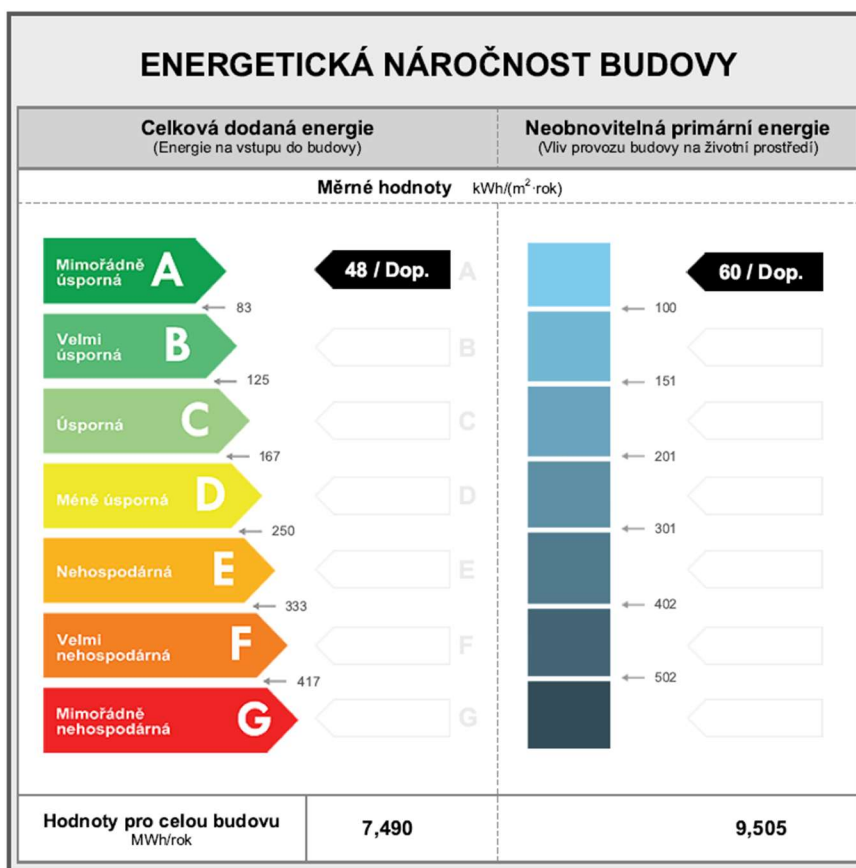 ENERGETICKÁ NÁROČNOST BUDOVY
Celková dodaná energie
(Energie na vstupu do budovy)
Neobnovitelná primární energie
(Vliv provozu budovy na životní prostředí)
Měrné hodnoty kWh/(m²·rok)
Mimořádně úsporná A
48 / Dop. A
60 / Dop.
83
100
Velmi úsporná B
B
125
151
Úsporná C
C
167
201
Méně úsporná D
D
250
301
Nehospodárná E
E
333
402
Velmi nehospodárná F
F
417
502
Mimořádně nehospodárná G
G
Hodnoty pro celou budovu
MWh/rok
7,490
9,505